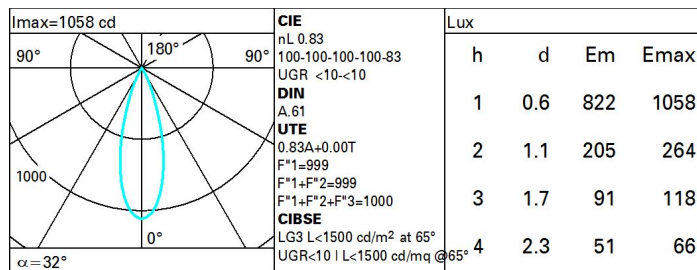 Imax=1058 cd
90° 180° 90°
1000
0°
α=32°
CIE
nL 0.83
100-100-100-100-83
UGR <10-<10
DIN
A.61
UTE
0.83A+0.00T
F"1=999
F"1+F"2=999
F"1+F"2+F"3=1000
CIBSE
LG3 L<1500 cd/m² at 65°
UGR<10 | L<1500 cd/mq @65°
Lux
h d Em Emax
1 0.6 822 1058
2 1.1 205 264
3 1.7 91 118
4 2.3 51 66